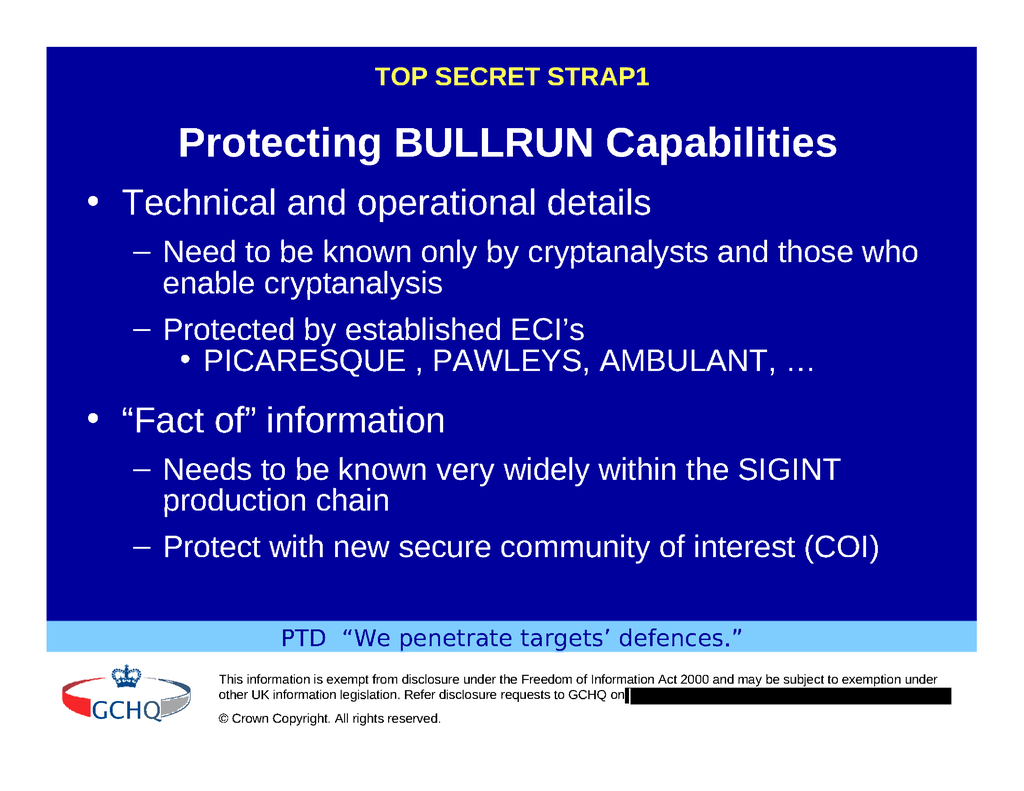 TOP SECRET STRAP1
Protecting BULLRUN Capabilities
• Technical and operational details
– Need to be known only by cryptanalysts and those who
enable cryptanalysis
– Protected by established ECI’s
• PICARESQUE , PAWLEYS, AMBULANT, …
• “Fact of” information
– Needs to be known very widely within the SIGINT
production chain
– Protect with new secure community of interest (COI)
PTD “We penetrate targets’ defences.”
This information is exempt from disclosure under the Freedom of Information Act 2000 and may be subject to exemption under
other UK information legislation. Refer disclosure requests to GCHQ on
© Crown Copyright. All rights reserved.
GCHQ